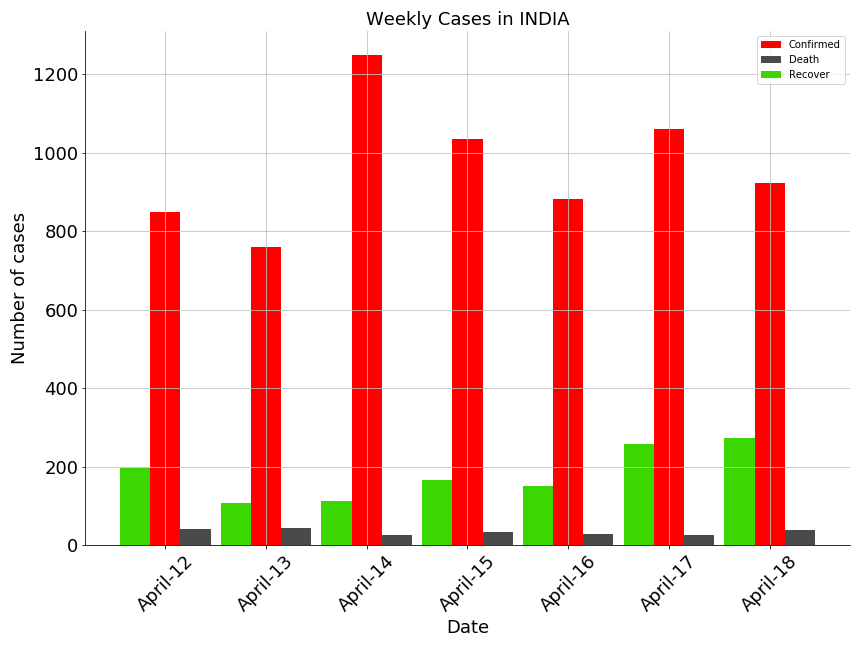 Weekly Cases in INDIA
Confirmed
Death
Recover
Number of cases
1200
1000
800
600
400
200
0
April-12
April-13
April-14
April-15
April-16
April-17
April-18
Date